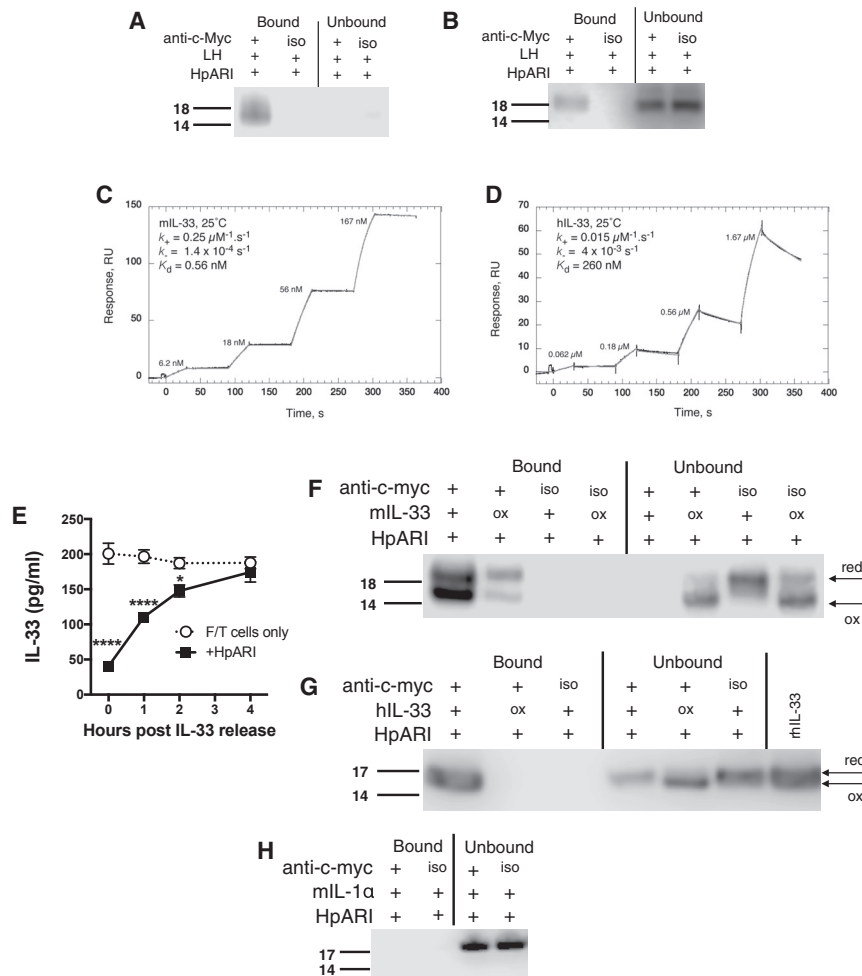 A
Bound Unbound
anti-c-Myc + iso + iso
LH + + + +
HpARI + + + +
18
14
B
Bound Unbound
anti-c-Myc + iso + iso
LH + + + +
HpARI + + + +
18
14
C
mIL-33, 25˚C
k+ = 0.25 µM-1.s-1
k- = 1.4 x 10-4 s-1
Kd = 0.56 nM
6.2 nM
18 nM
56 nM
167 nM
Response, RU
150
100
50
0
0 50 100 150 200 250 300 350 400
Time, s
D
hIL-33, 25˚C
k+ = 0.015 µM-1.s-1
k- = 4 x 10-3 s-1
Kd = 260 nM
0.062 µM
0.18 µM
0.56 µM
1.67 µM
Response, RU
70
60
50
40
30
20
10
0
0 50 100 150 200 250 300 350 400
Time, s
E
IL-33 (pg/ml)
250
200
150
100
50
0
****
****
*
F/T cells only
+HpARI
0 1 2 3 4
Hours post IL-33 release
F
Bound Unbound
anti-c-myc + + iso iso + + iso iso
mIL-33 + ox + ox + ox + ox
HpARI + + + + + + + +
18
14
red
ox
G
Bound Unbound
anti-c-myc + + iso + + iso
hIL-33 + ox + + ox +
HpARI + + + + + +
rhIL-33
17
14
red
ox
H
Bound Unbound
anti-c-myc + iso + iso
mIL-1α + + + +
HpARI + + + +
17
14